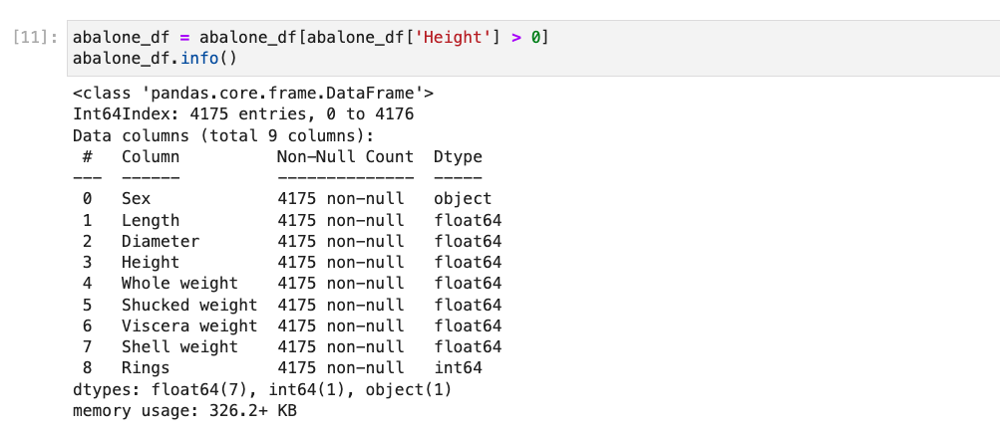 [11]: abalone_df = abalone_df[abalone_df['Height'] > 0]
abalone_df.info()
<class 'pandas.core.frame.DataFrame'>
Int64Index: 4175 entries, 0 to 4176
Data columns (total 9 columns):
 #   Column          Non-Null Count  Dtype
---  ------          --------------  -----
 0   Sex             4175 non-null   object
 1   Length          4175 non-null   float64
 2   Diameter        4175 non-null   float64
 3   Height          4175 non-null   float64
 4   Whole weight    4175 non-null   float64
 5   Shucked weight  4175 non-null   float64
 6   Viscera weight  4175 non-null   float64
 7   Shell weight    4175 non-null   float64
 8   Rings           4175 non-null   int64
dtypes: float64(7), int64(1), object(1)
memory usage: 326.2+ KB